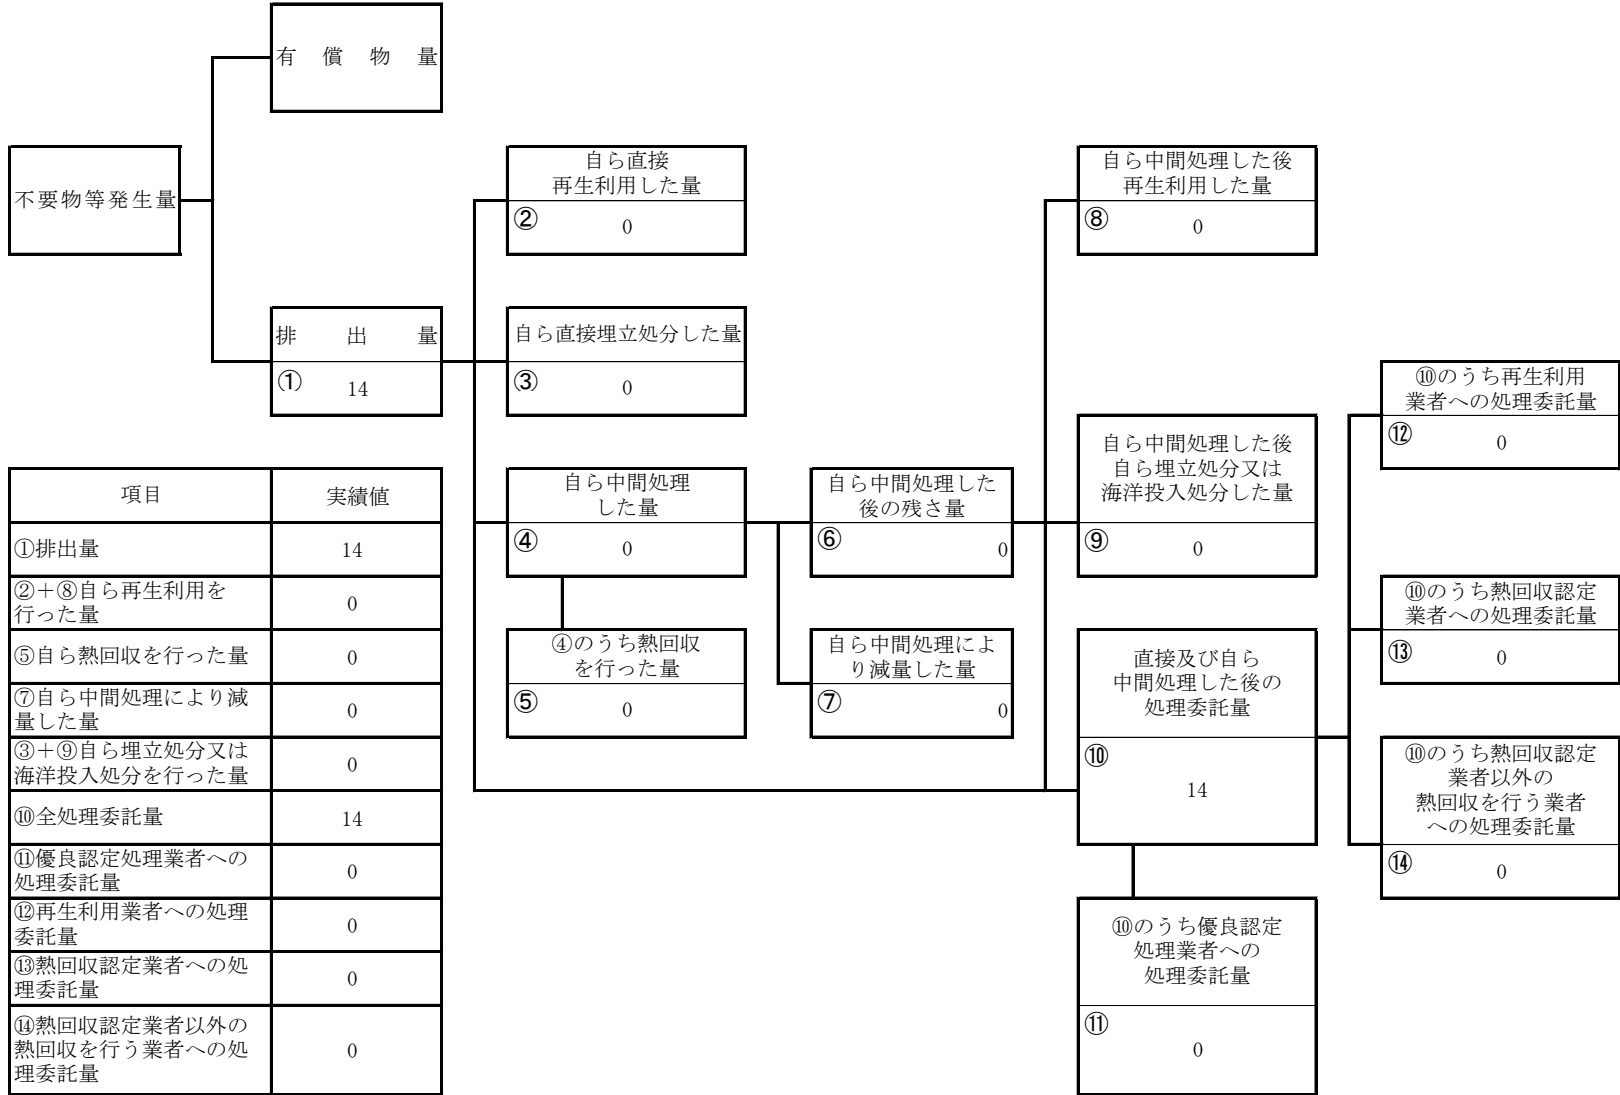 有償物量
不要物等発生量
排出量
① 14
自ら直接
再生利用した量
② 0
自ら直接埋立処分した量
③ 0
自ら中間処理
した量
④ 0
④のうち熱回収
を行った量
⑤ 0
自ら中間処理した
後の残さ量
⑥ 0
自ら中間処理によ
り減量した量
⑦ 0
自ら中間処理した後
再生利用した量
⑧ 0
自ら中間処理した後
自ら埋立処分又は
海洋投入処分した量
⑨ 0
直接及び自ら
中間処理した後の
処理委託量
⑩
14
⑩のうち優良認定
処理業者への
処理委託量
⑪
0
⑩のうち再生利用
業者への処理委託量
⑫ 0
⑩のうち熱回収認定
業者への処理委託量
⑬ 0
⑩のうち熱回収認定
業者以外の
熱回収を行う業者
への処理委託量
⑭ 0
項目 実績値
①排出量 14
②＋⑧自ら再生利用を
行った量 0
⑤自ら熱回収を行った量 0
⑦自ら中間処理により減
量した量 0
③＋⑨自ら埋立処分又は
海洋投入処分を行った量 0
⑩全処理委託量 14
⑪優良認定処理業者への
処理委託量 0
⑫再生利用業者への処理
委託量 0
⑬熱回収認定業者への処
理委託量 0
⑭熱回収認定業者以外の
熱回収を行う業者への処
理委託量 0